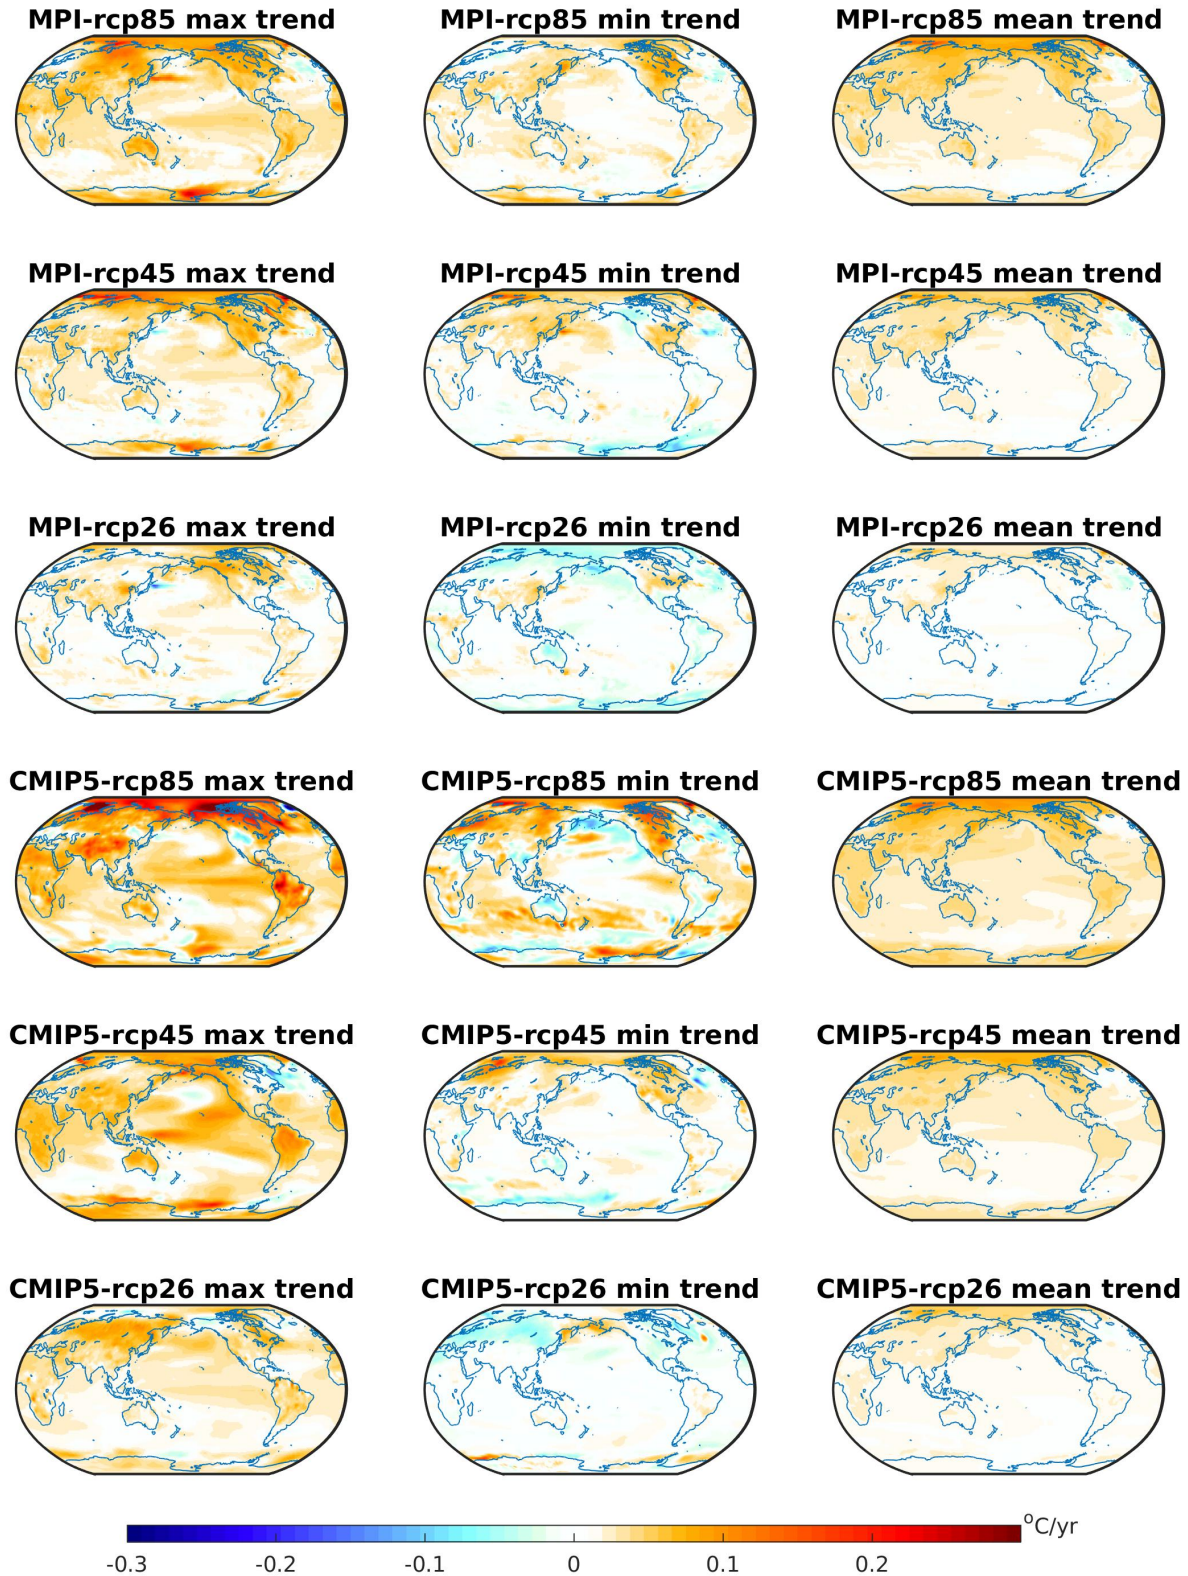 MPI-rcp85 max trend
MPI-rcp85 min trend
MPI-rcp85 mean trend
MPI-rcp45 max trend
MPI-rcp45 min trend
MPI-rcp45 mean trend
MPI-rcp26 max trend
MPI-rcp26 min trend
MPI-rcp26 mean trend
CMIP5-rcp85 max trend
CMIP5-rcp85 min trend
CMIP5-rcp85 mean trend
CMIP5-rcp45 max trend
CMIP5-rcp45 min trend
CMIP5-rcp45 mean trend
CMIP5-rcp26 max trend
CMIP5-rcp26 min trend
CMIP5-rcp26 mean trend
°C/yr
-0.3 -0.2 -0.1 0 0.1 0.2